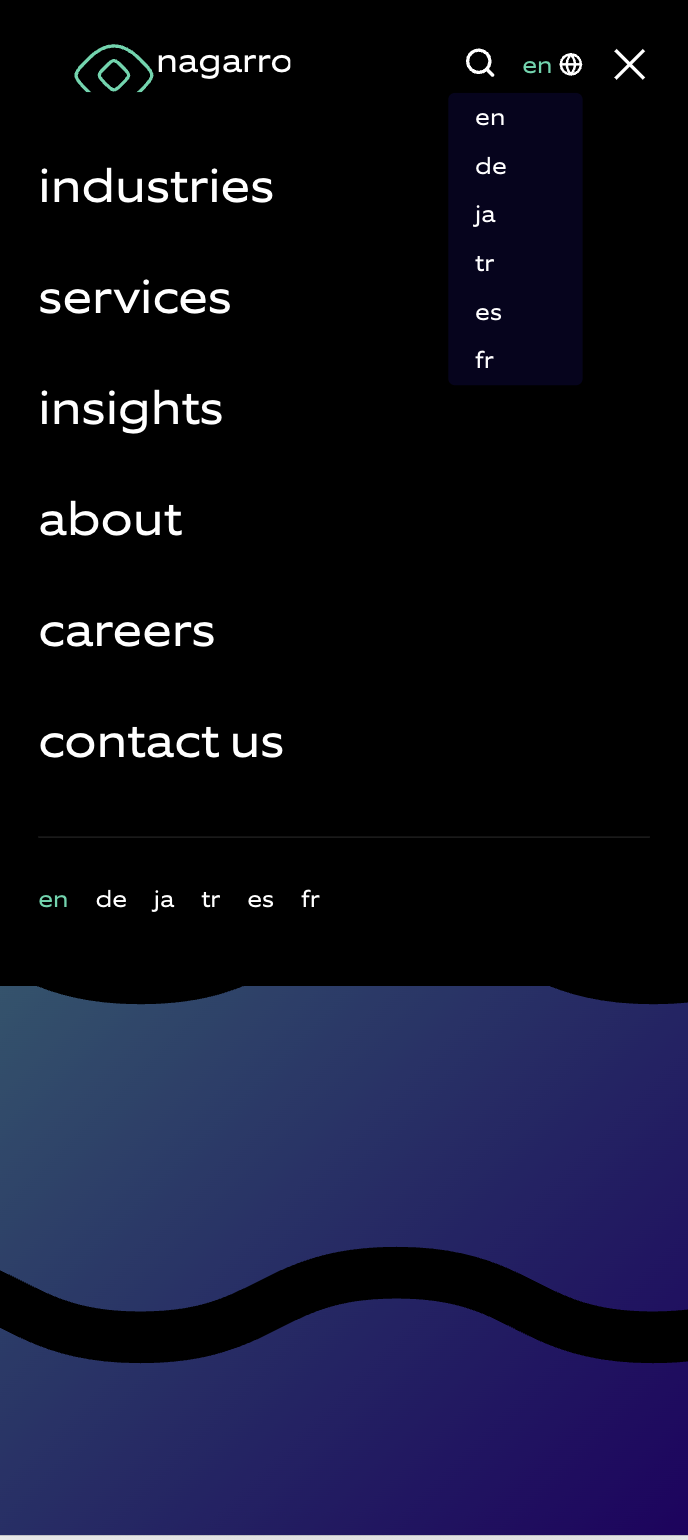 nagarro
en
en
de
ja
tr
es
fr
industries
services
insights
about
careers
contact us
en de ja tr es fr